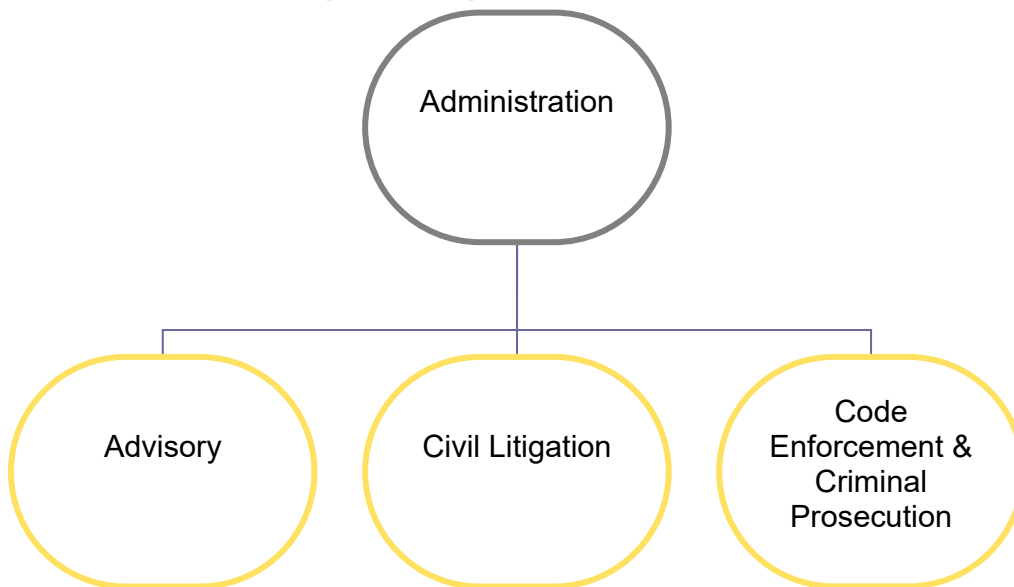 Administration
Advisory
Civil Litigation
Code
Enforcement &
Criminal
Prosecution